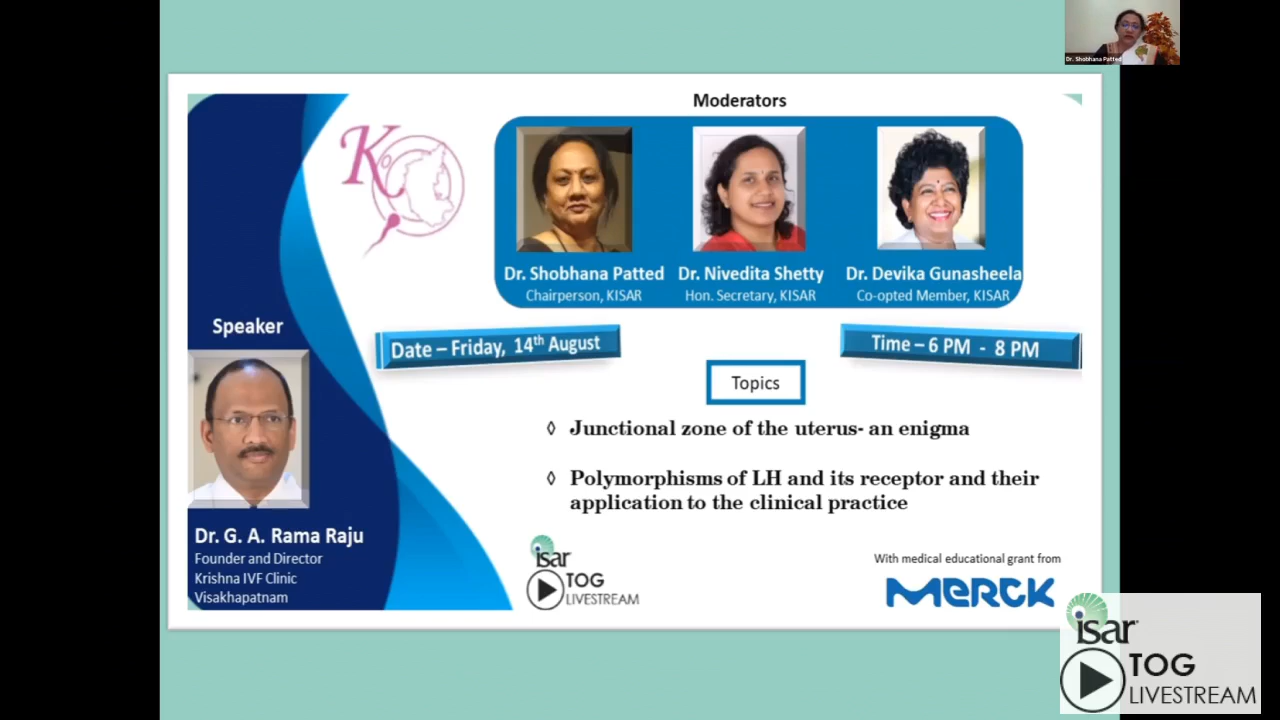 Dr. Shobhana Patted
Moderators
K
Dr. Shobhana Patted
Chairperson, KISAR
Dr. Nivedita Shetty
Hon. Secretary, KISAR
Dr. Devika Gunasheela
Co-opted Member, KISAR
Speaker
Dr. G. A. Rama Raju
Founder and Director
Krishna IVF Clinic
Visakhapatnam
Date – Friday, 14th August
Time – 6 PM - 8 PM
Topics
◊ Junctional zone of the uterus- an enigma
◊ Polymorphisms of LH and its receptor and their
application to the clinical practice
isar
TOG
LIVESTREAM
With medical educational grant from
MERCK
isar
TOG
LIVESTREAM